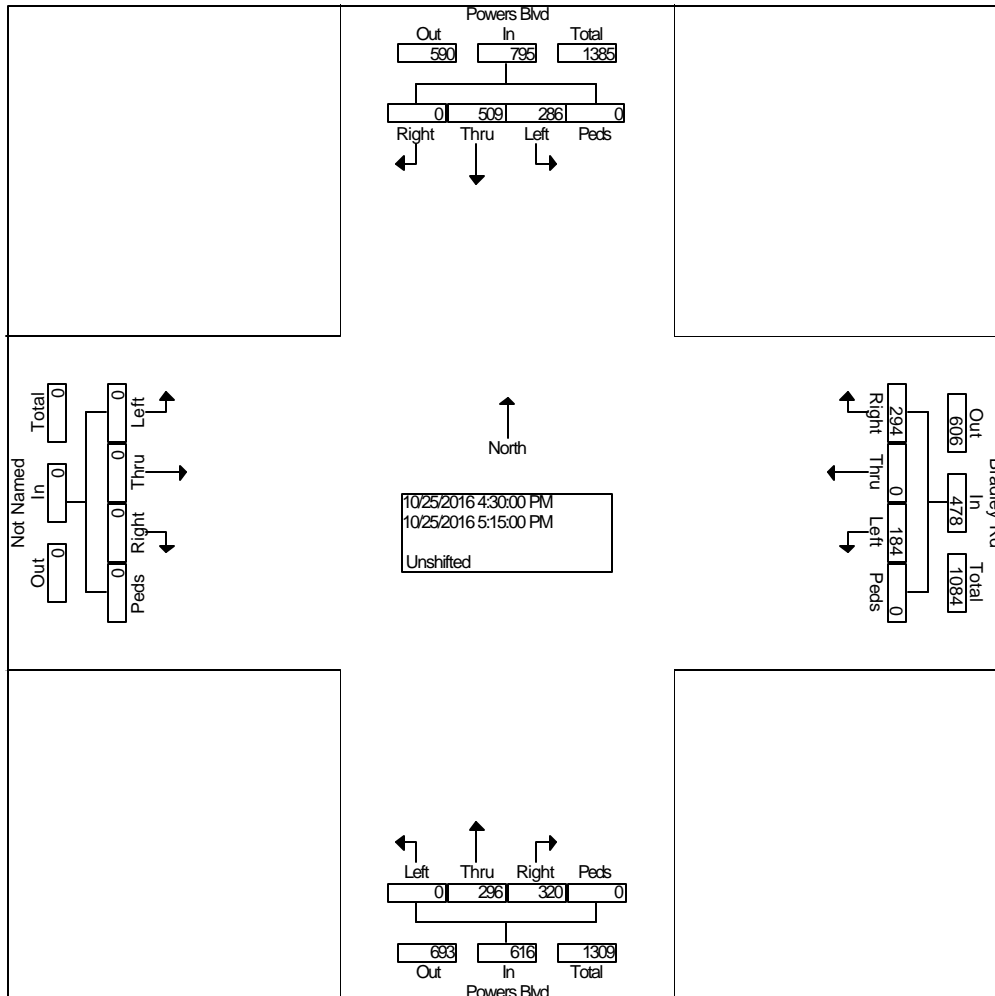 Powers Blvd
Out In Total
590 795 1385
0 509 286 0
Right Thru Left Peds
Total 0
In 0
Out 0
Not Named
Left 0
Thru 0
Right 0
Peds 0
North
10/25/2016 4:30:00 PM
10/25/2016 5:15:00 PM
Unshifted
Right 294
Thru 0
Left 184
Peds 0
Out 606
In 478
Total 1084
Bradley Rd
Left Thru Right Peds
0 296 320 0
693 616 1309
Out In Total
Powers Blvd